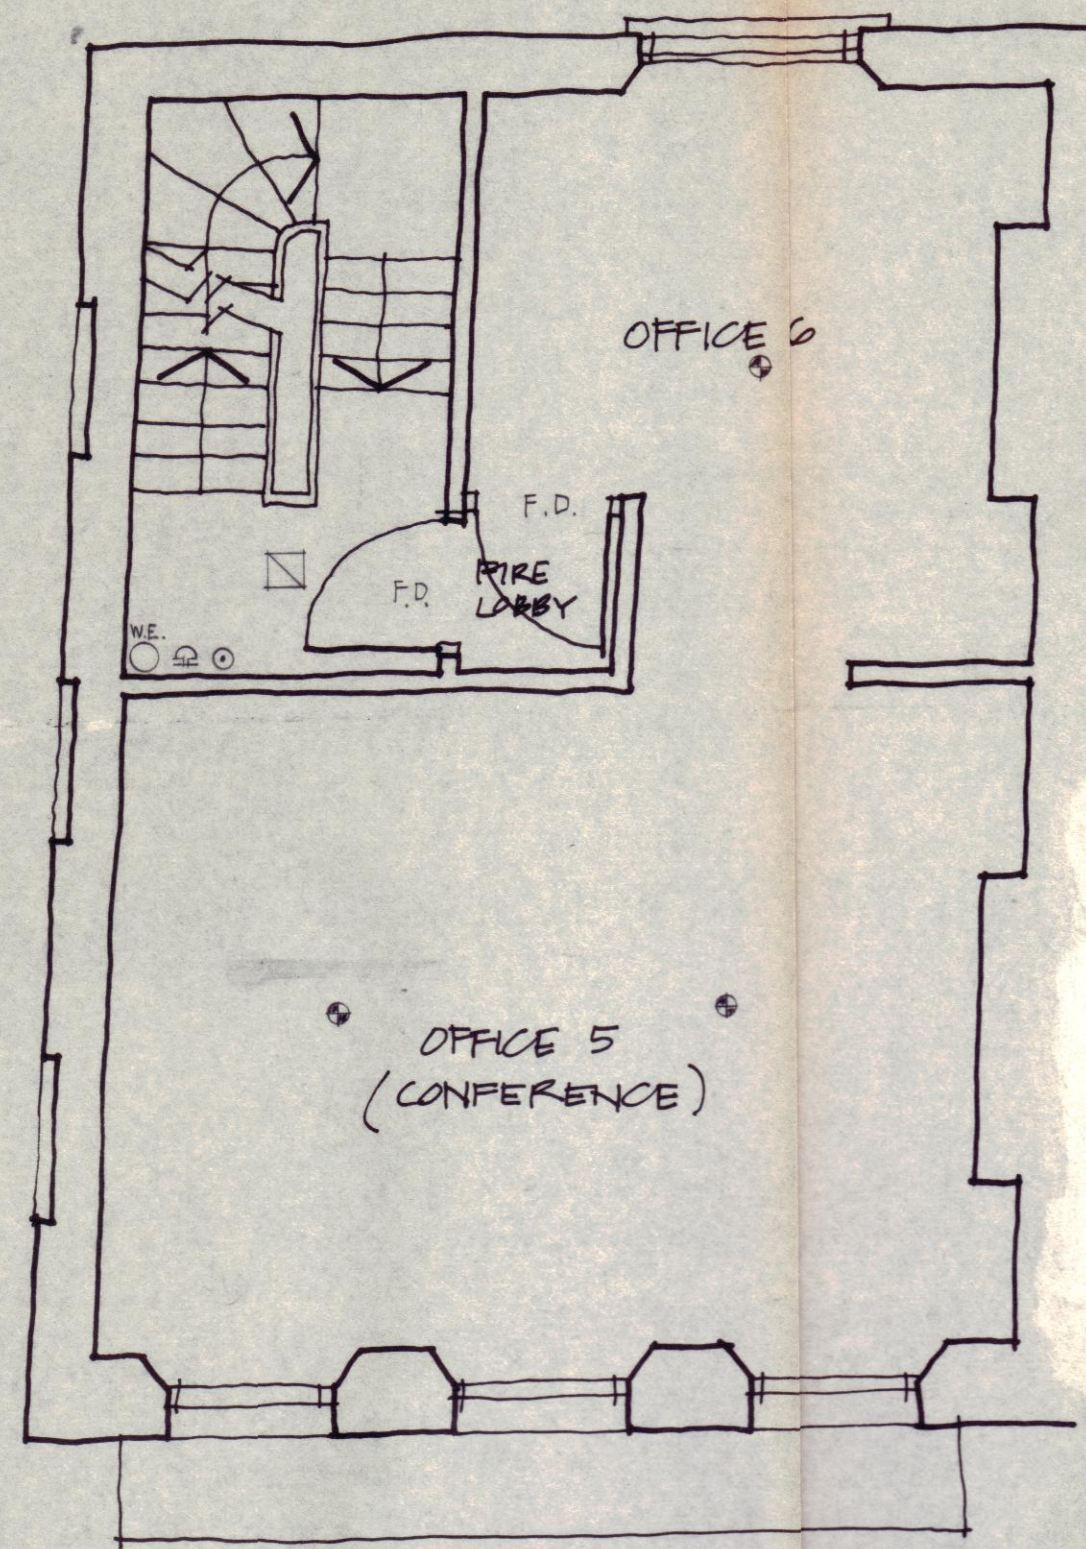 OFFICE 6
F.D.
F.D.
FIRE
LOBBY
W.E.
OFFICE 5
(CONFERENCE)